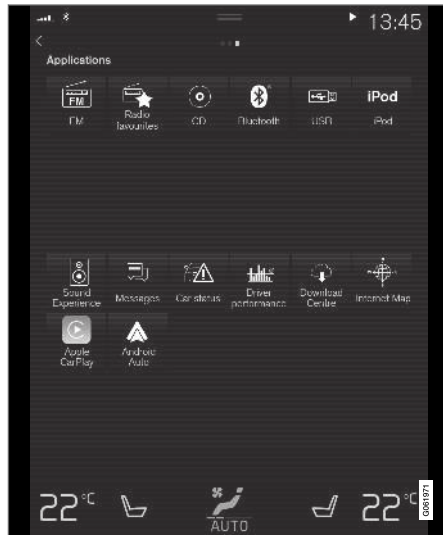 13:45
Applications
FM
iPod
FM
Radio
favourites
CD
Bluetooth
USB
iPod
Sound
Experience
Messages
Car status
Driver
performance
Download
Centre
Internet Map
Apple
CarPlay
Android
Auto
22°C
AUTO
22°C
G061971